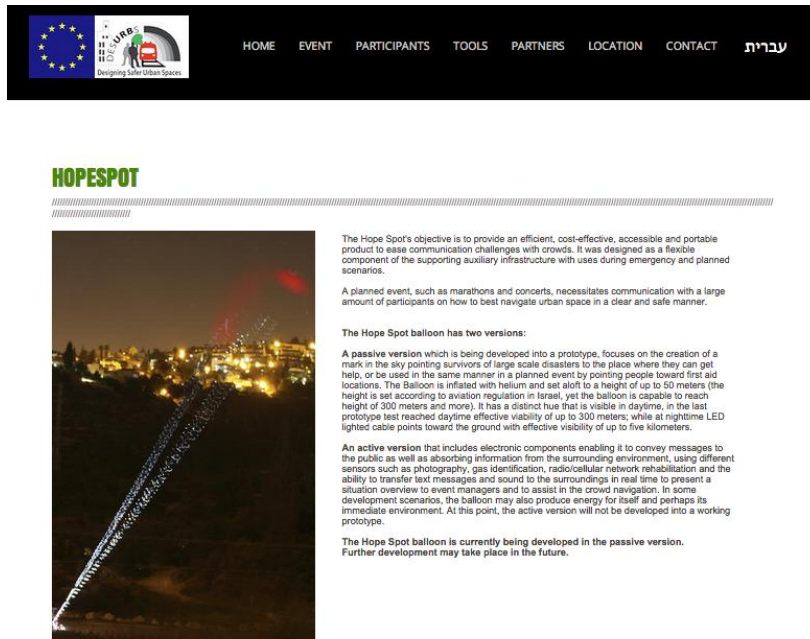 DESURBS
Designing Safer Urban Spaces
HOME EVENT PARTICIPANTS TOOLS PARTNERS LOCATION CONTACT עברית
HOPESPOT
The Hope Spot's objective is to provide an efficient, cost-effective, accessible and portable
product to ease communication challenges with crowds. It was designed as a flexible
component of the supporting auxiliary infrastructure with uses during emergency and planned
scenarios.
A planned event, such as marathons and concerts, necessitates communication with a large
amount of participants on how to best navigate urban space in a clear and safe manner.
The Hope Spot balloon has two versions:
A passive version which is being developed into a prototype, focuses on the creation of a
mark in the sky pointing survivors of large scale disasters to the place where they can get
help, or be used in the same manner in a planned event by pointing people toward first aid
locations. The Balloon is inflated with helium and set aloft to a height of up to 50 meters (the
height is set according to aviation regulation in Israel, yet the balloon is capable to reach
height of 300 meters and more). It has a distinct hue that is visible in daytime, in the last
prototype test reached daytime effective viability of up to 300 meters; while at nighttime LED
lighted cable points toward the ground with effective visibility of up to five kilometers.
An active version that includes electronic components enabling it to convey messages to
the public as well as absorbing information from the surrounding environment, using different
sensors such as photography, gas identification, radio/cellular network rehabilitation and the
ability to transfer text messages and sound to the surroundings in real time to present a
situation overview to event managers and to assist in the crowd navigation. In some
development scenarios, the balloon may also produce energy for itself and perhaps its
immediate environment. At this point, the active version will not be developed into a working
prototype.
The Hope Spot balloon is currently being developed in the passive version.
Further development may take place in the future.